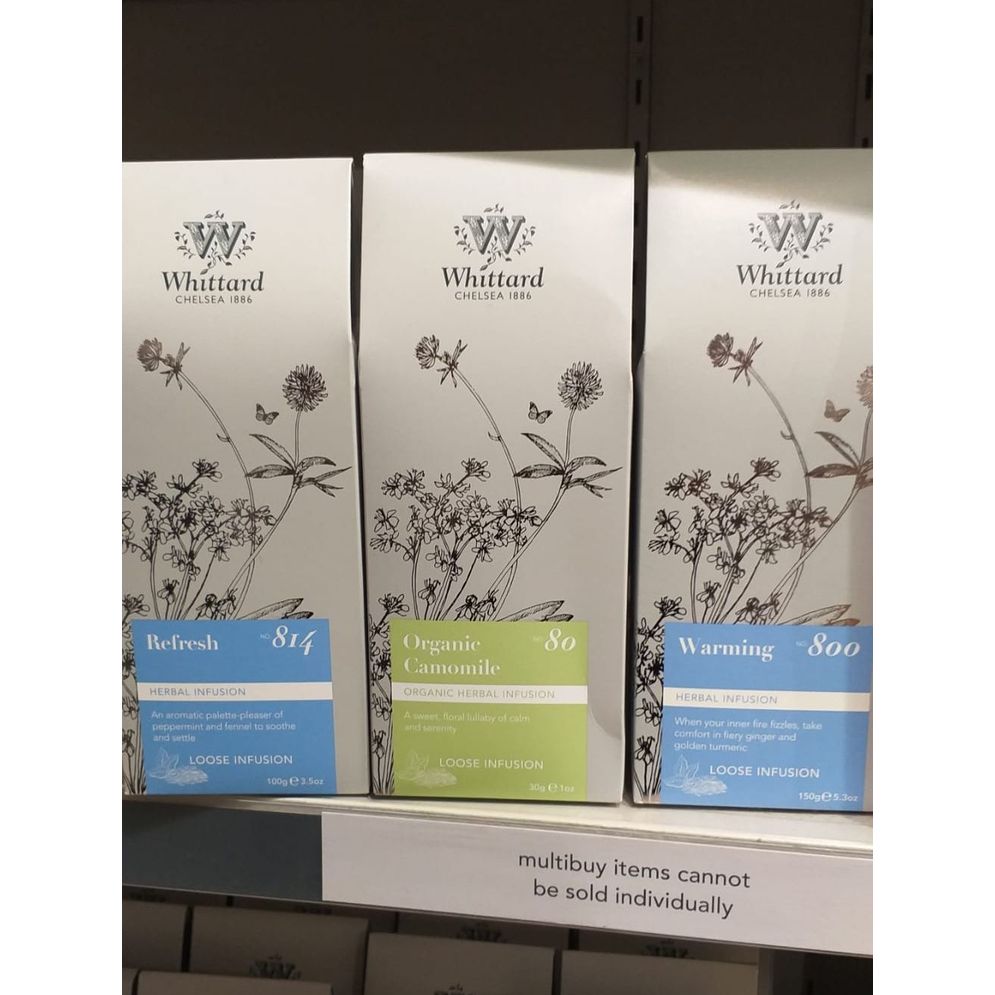 W
Whittard
CHELSEA 1886
Refresh
NO 814
HERBAL INFUSION
An aromatic palette-pleaser of
peppermint and fennel to soothe
and settle
LOOSE INFUSION
100g e 3.5oz
W
Whittard
CHELSEA 1886
Organic
Camomile
NO 80
ORGANIC HERBAL INFUSION
A sweet, floral lullaby of calm
and serenity
LOOSE INFUSION
30g e 1oz
W
Whittard
CHELSEA 1886
Warming
NO 800
HERBAL INFUSION
When your inner fire fizzles, take
comfort in fiery ginger and
golden turmeric
LOOSE INFUSION
150g e 5.3oz
multibuy items cannot
be sold individually
W